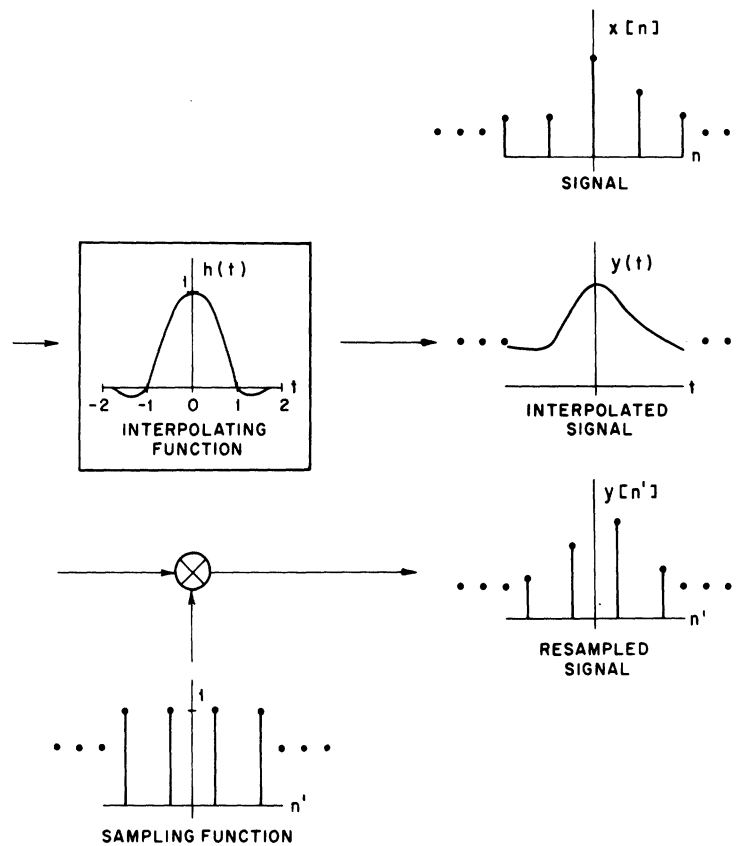 x[n]
n
SIGNAL
h(t)
1
t
-2 -1 0 1 2
INTERPOLATING
FUNCTION
y(t)
t
INTERPOLATED
SIGNAL
y[n']
n'
RESAMPLED
SIGNAL
1
n'
SAMPLING FUNCTION